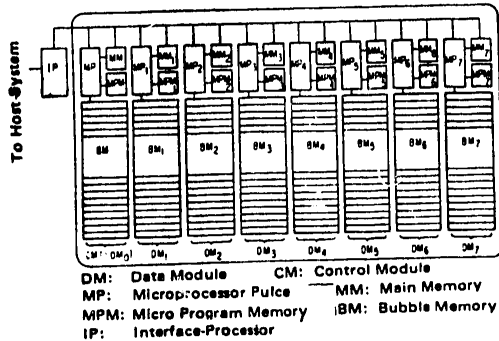 To Host-System
IP
MP MM MPM
MP1 MM1 MPM1
MP2 MM2 MPM2
MP3 MM3 MPM3
MP4 MM4 MPM4
MP5 MM5 MPM5
MP6 MM6 MPM6
MP7 MM7 MPM7
BM BM1 BM2 BM3 BM4 BM5 BM6 BM7
DM1 DM2 DM3 DM4 DM5 DM6 DM7
DM: Data Module CM: Control Module
MP: Microprocessor Pulce MM: Main Memory
MPM: Micro Program Memory BM: Bubble Memory
IP: Interface-Processor